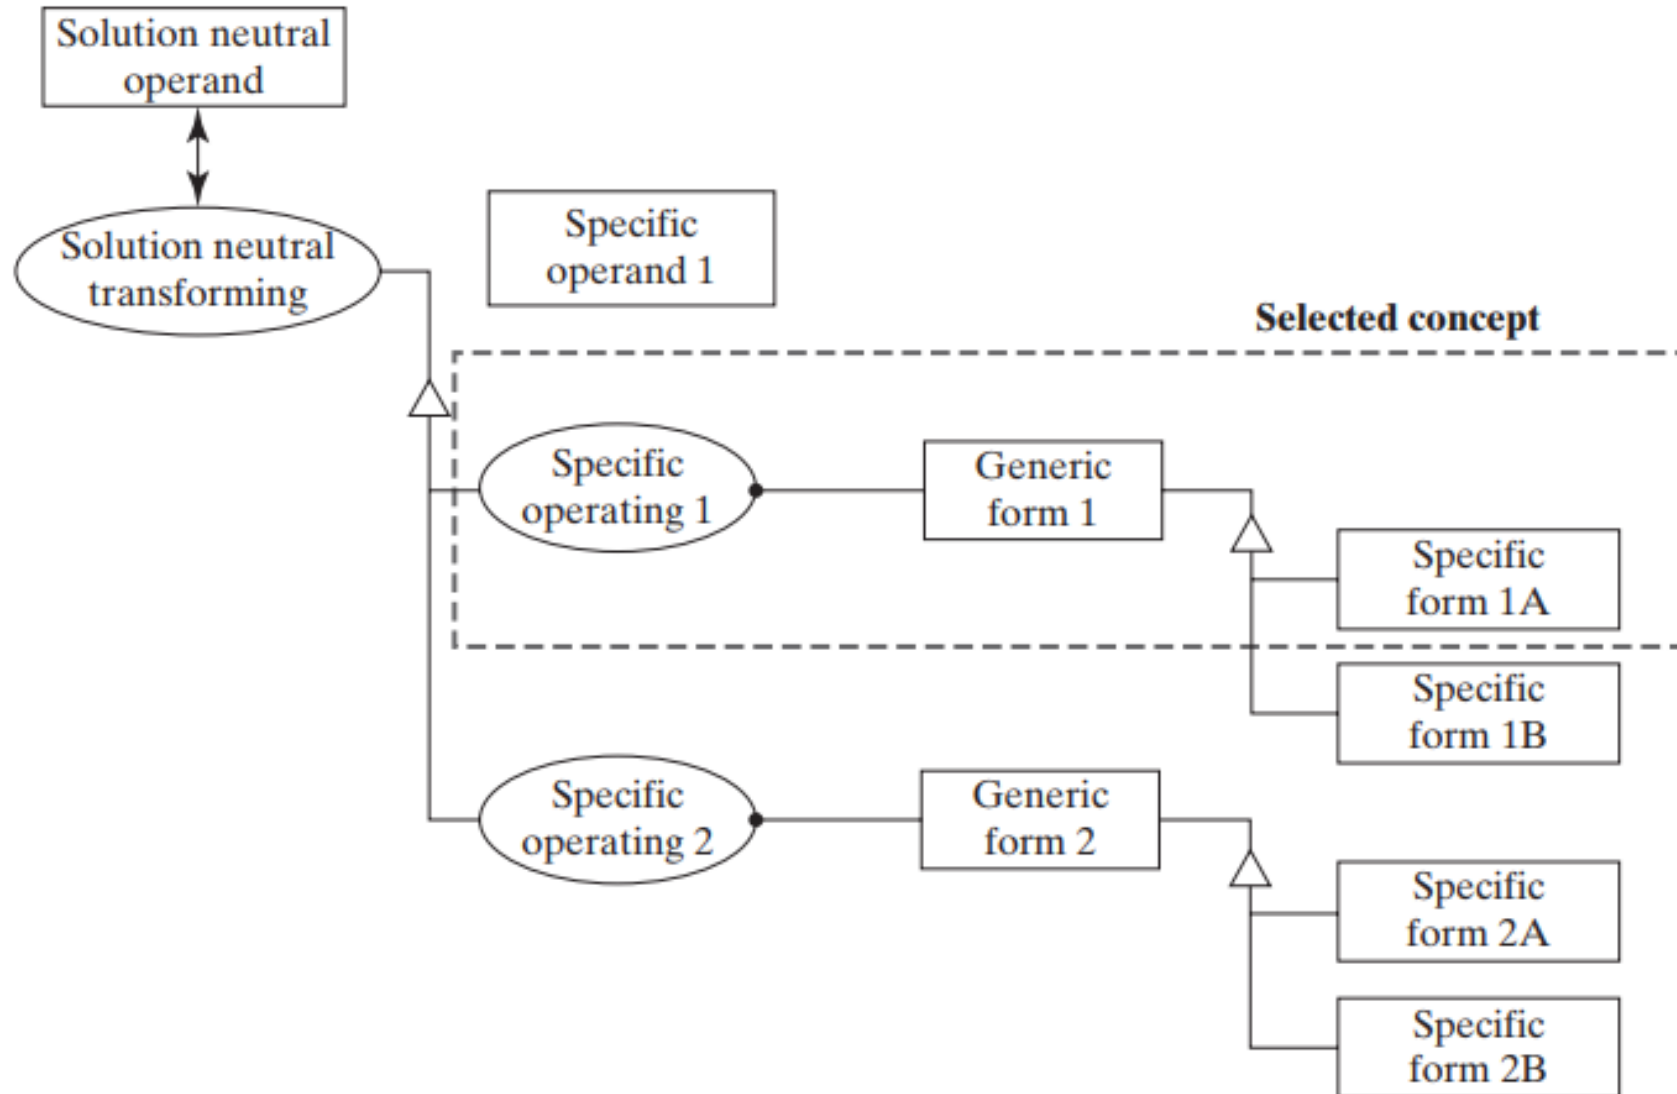 Solution neutral
operand
Solution neutral
transforming
Specific
operand 1
Selected concept
Specific
operating 1
Generic
form 1
Specific
form 1A
Specific
form 1B
Specific
operating 2
Generic
form 2
Specific
form 2A
Specific
form 2B